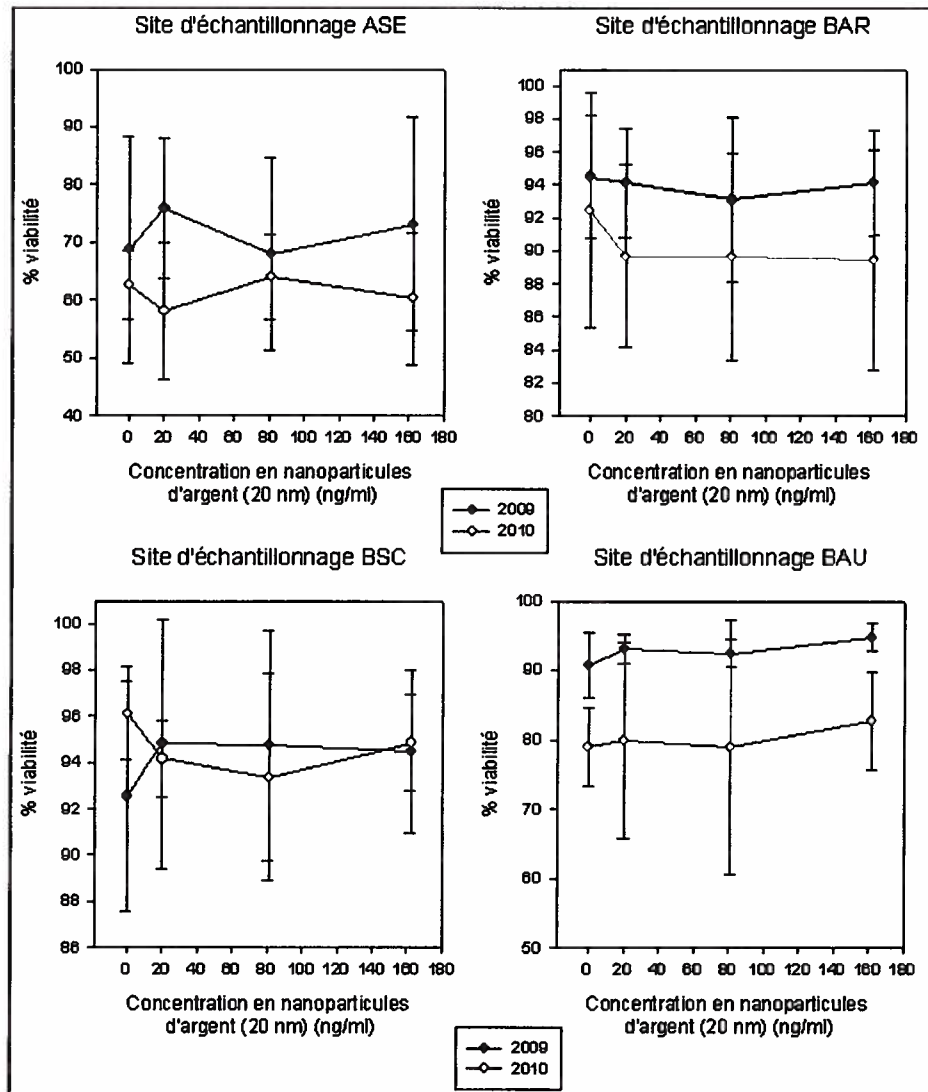 Site d'échantillonnage ASE
100
90
80
70
60
50
40
% viabilité
0 20 40 60 80 100 120 140 160 180
Concentration en nanoparticules
d'argent (20 nm) (ng/ml)
Site d'échantillonnage BAR
100
98
96
94
92
90
88
86
84
82
80
% viabilité
0 20 40 60 80 100 120 140 160 180
Concentration en nanoparticules
d'argent (20 nm) (ng/ml)
2009
2010
Site d'échantillonnage BSC
100
98
96
94
92
90
88
86
% viabilité
0 20 40 60 80 100 120 140 160 180
Concentration en nanoparticules
d'argent (20 nm) (ng/ml)
Site d'échantillonnage BAU
100
90
80
70
50
% viabilité
0 20 40 60 80 100 120 140 160 180
Concentration en nanoparticules
d'argent (20 nm) (ng/ml)
2009
2010